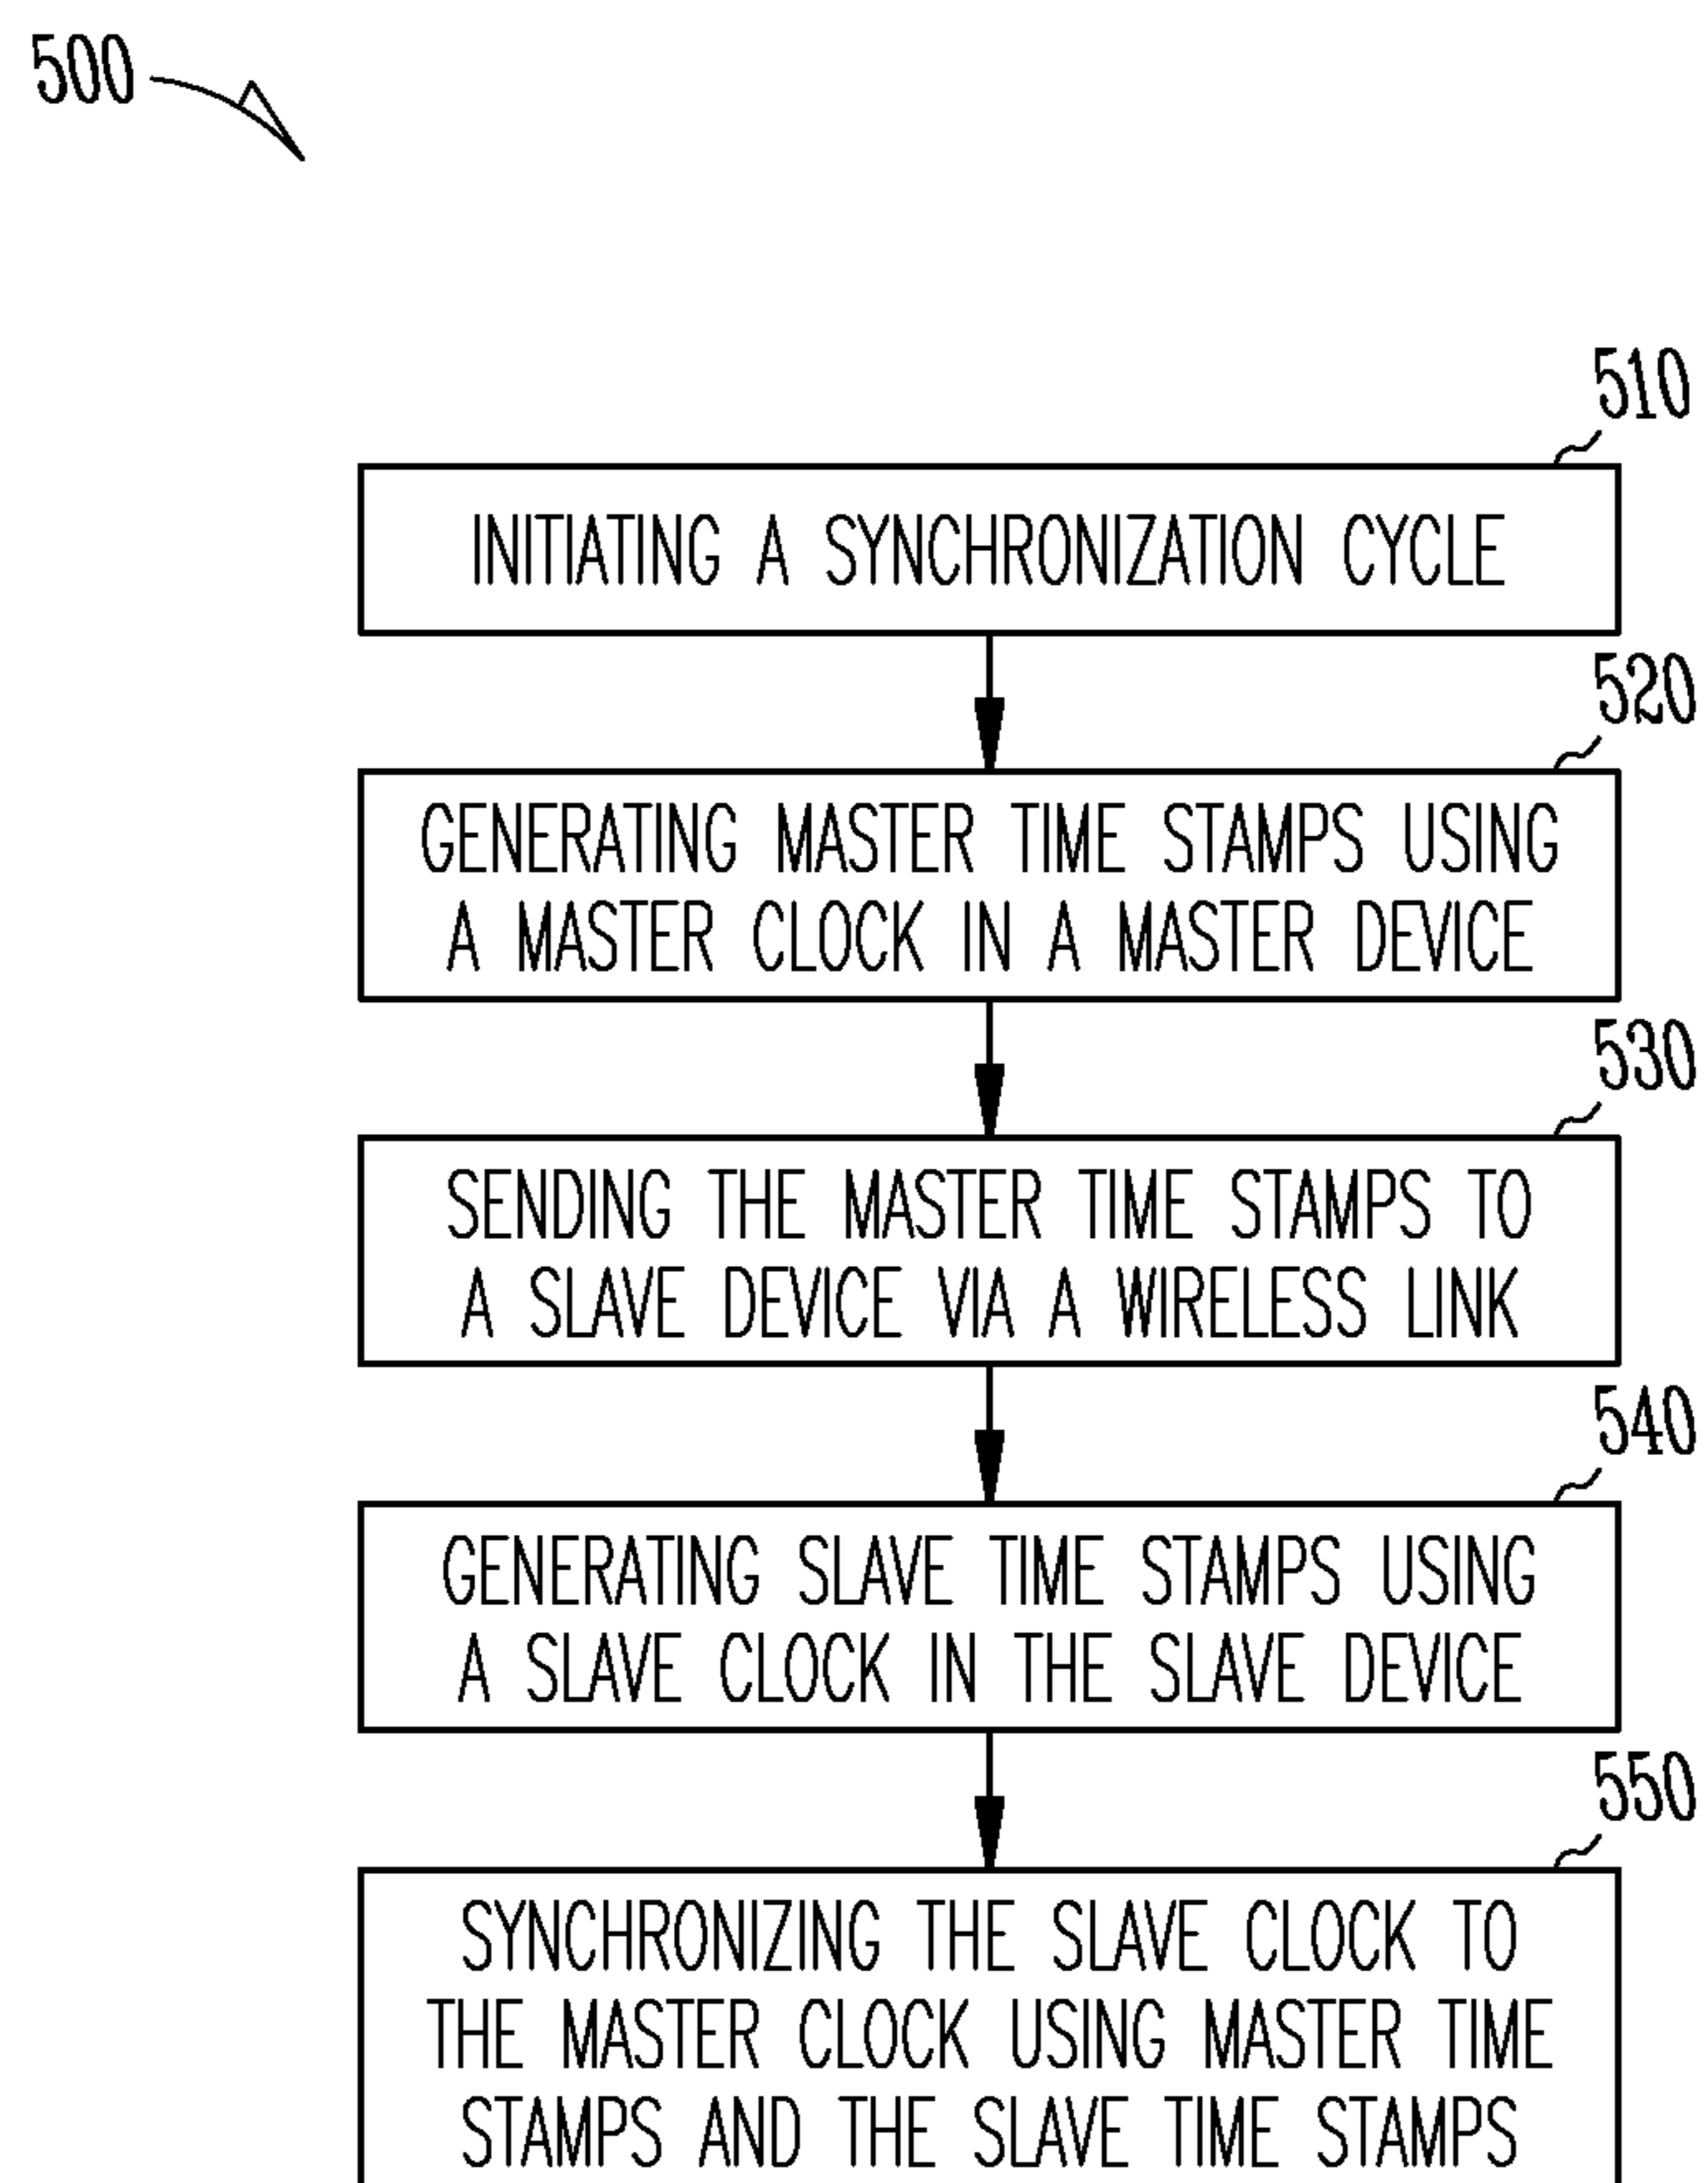 500
510
INITIATING A SYNCHRONIZATION CYCLE
520
GENERATING MASTER TIME STAMPS USING
A MASTER CLOCK IN A MASTER DEVICE
530
SENDING THE MASTER TIME STAMPS TO
A SLAVE DEVICE VIA A WIRELESS LINK
540
GENERATING SLAVE TIME STAMPS USING
A SLAVE CLOCK IN THE SLAVE DEVICE
550
SYNCHRONIZING THE SLAVE CLOCK TO
THE MASTER CLOCK USING MASTER TIME
STAMPS AND THE SLAVE TIME STAMPS